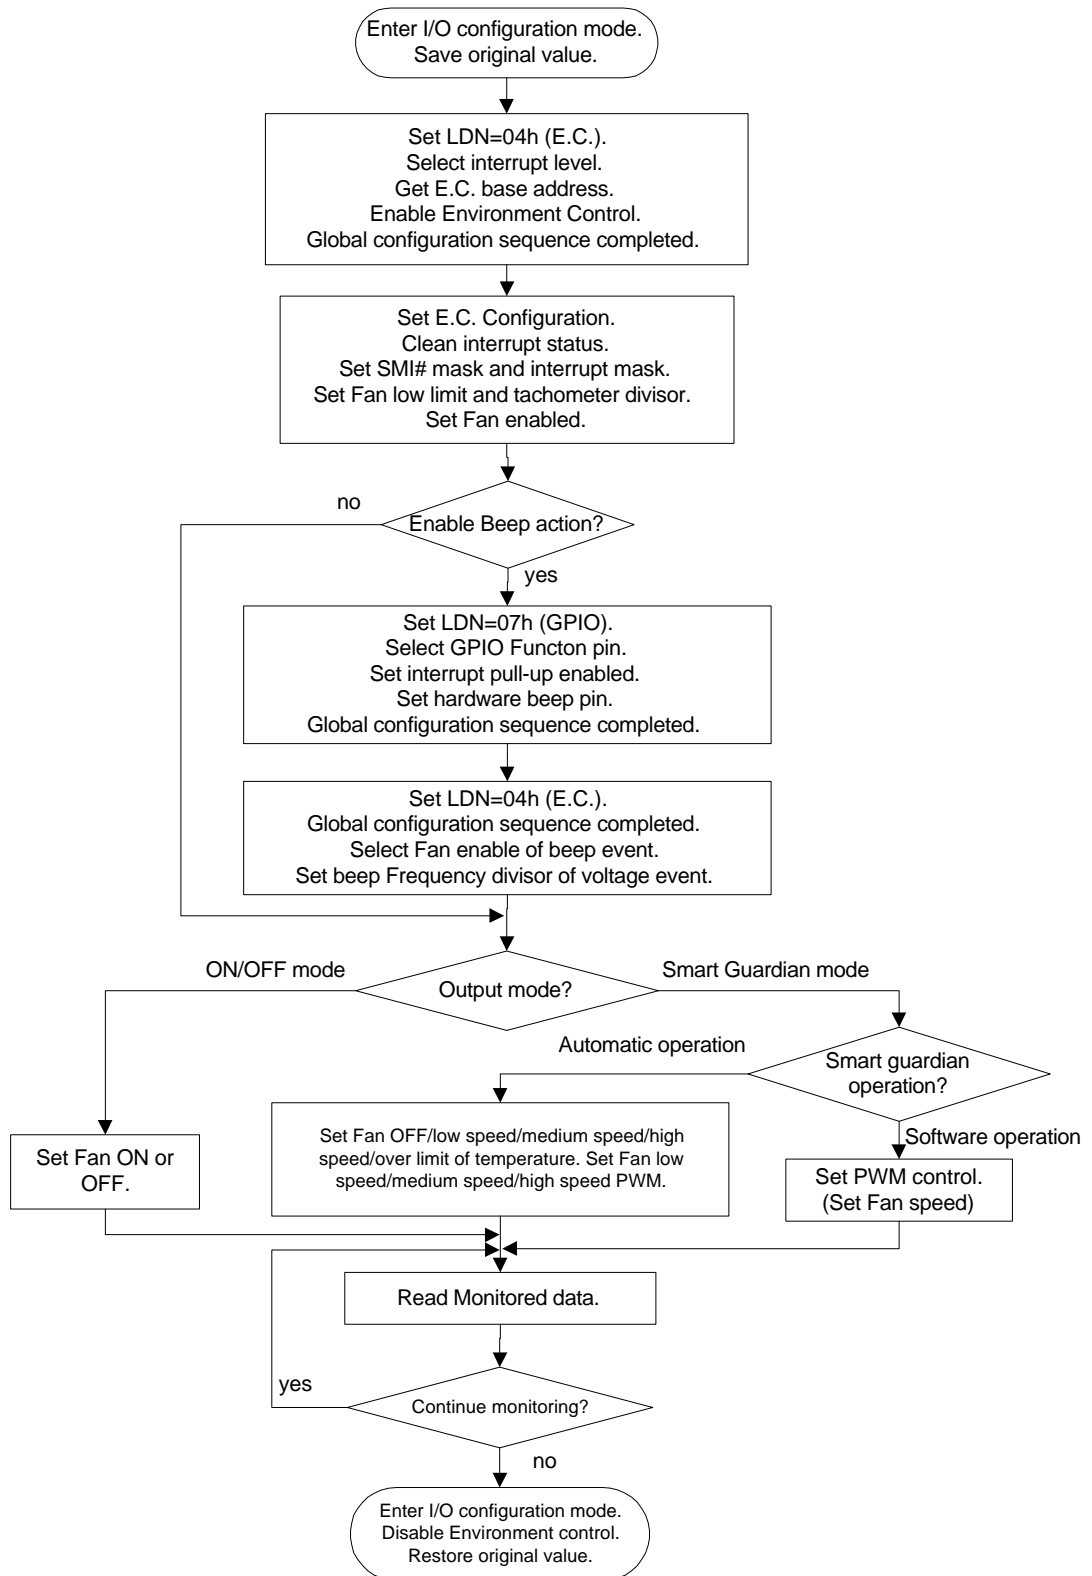 Enter I/O configuration mode.
Save original value.
Set LDN=04h (E.C.).
Select interrupt level.
Get E.C. base address.
Enable Environment Control.
Global configuration sequence completed.
Set E.C. Configuration.
Clean interrupt status.
Set SMI# mask and interrupt mask.
Set Fan low limit and tachometer divisor.
Set Fan enabled.
no
Enable Beep action?
yes
Set LDN=07h (GPIO).
Select GPIO Functon pin.
Set interrupt pull-up enabled.
Set hardware beep pin.
Global configuration sequence completed.
Set LDN=04h (E.C.).
Global configuration sequence completed.
Select Fan enable of beep event.
Set beep Frequency divisor of voltage event.
ON/OFF mode
Output mode?
Smart Guardian mode
Automatic operation
Smart guardian
operation?
Software operation
Set Fan ON or
OFF.
Set Fan OFF/low speed/medium speed/high
speed/over limit of temperature. Set Fan low
speed/medium speed/high speed PWM.
Set PWM control.
(Set Fan speed)
Read Monitored data.
yes
Continue monitoring?
no
Enter I/O configuration mode.
Disable Environment control.
Restore original value.